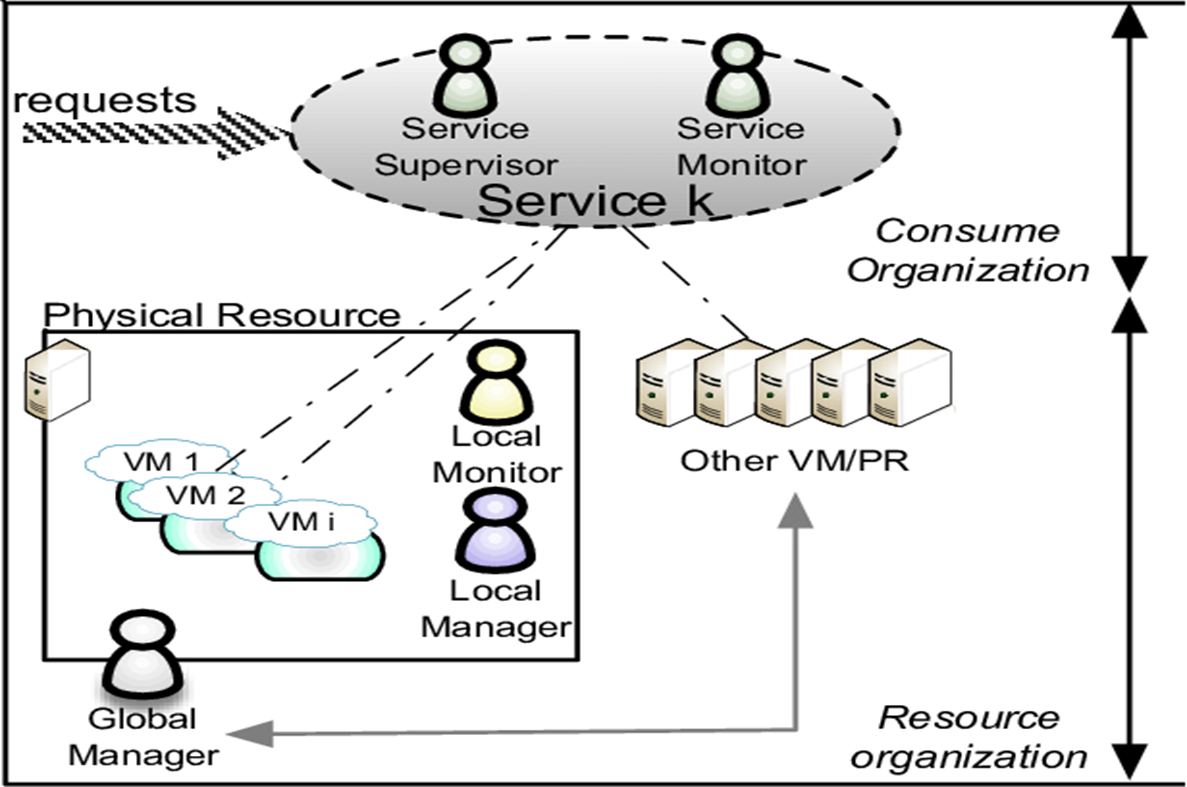 requests
Service
Supervisor
Service
Monitor
Service k
Consume
Organization
Physical Resource
Local
Monitor
VM 1
VM 2
VM i
Other VM/PR
Local
Manager
Global
Manager
Resource
organization